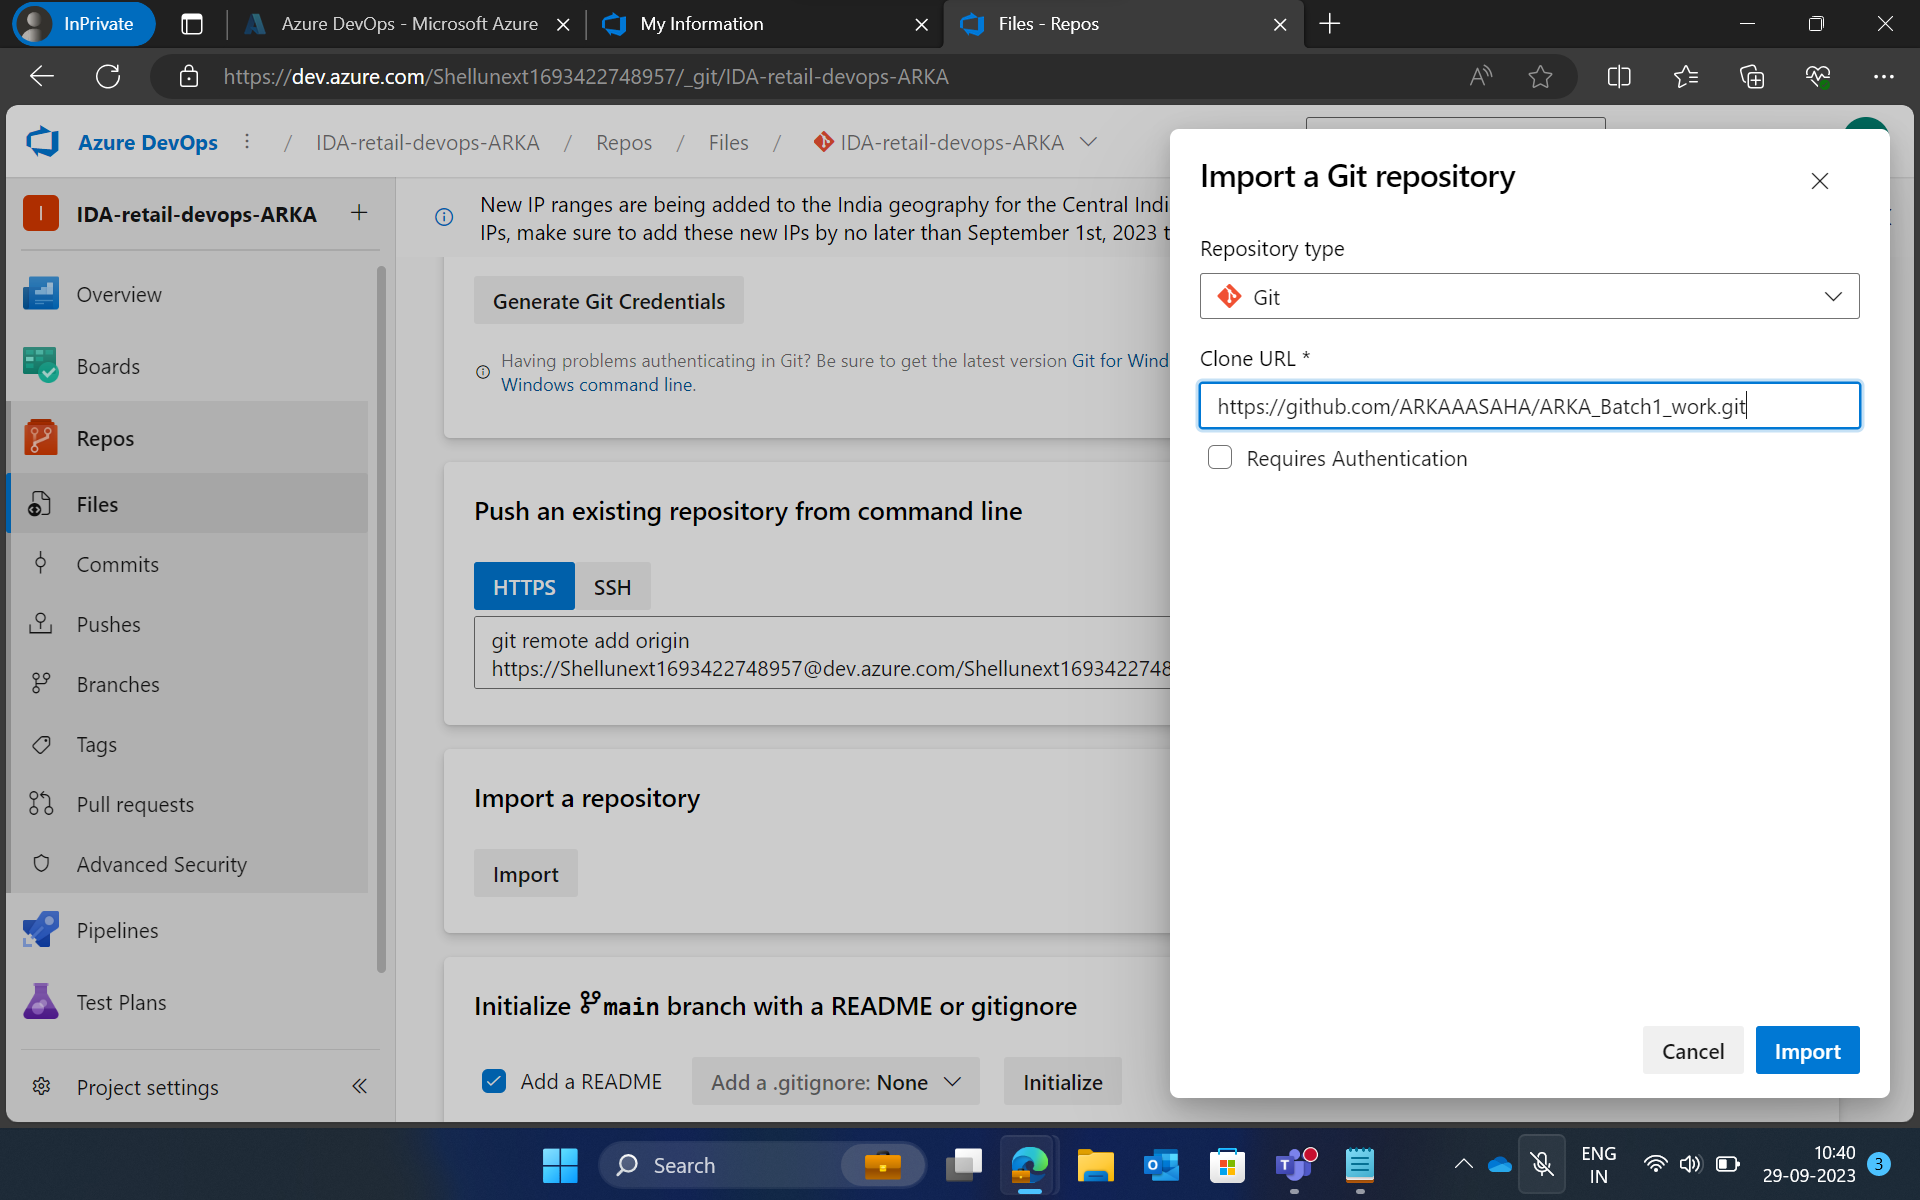 InPrivate
Azure DevOps - Microsoft Azure
My Information
Files - Repos
https://dev.azure.com/Shellunext1693422748957/_git/IDA-retail-devops-ARKA
Azure DevOps / IDA-retail-devops-ARKA / Repos / Files / IDA-retail-devops-ARKA
I IDA-retail-devops-ARKA
Overview
Boards
Repos
Files
Commits
Pushes
Branches
Tags
Pull requests
Advanced Security
Pipelines
Test Plans
Project settings
New IP ranges are being added to the India geography for the Central Indi
IPs, make sure to add these new IPs by no later than September 1st, 2023 t
Generate Git Credentials
Having problems authenticating in Git? Be sure to get the latest version Git for Wind
Windows command line.
Push an existing repository from command line
HTTPS SSH
git remote add origin
https://Shellunext1693422748957@dev.azure.com/Shellunext1693422748
Import a repository
Import
Initialize main branch with a README or gitignore
Add a README
Add a .gitignore: None
Initialize
Import a Git repository
Repository type
Git
Clone URL *
https://github.com/ARKAAASAHA/ARKA_Batch1_work.git
Requires Authentication
Cancel
Import
Search
ENG
IN
10:40
29-09-2023
3